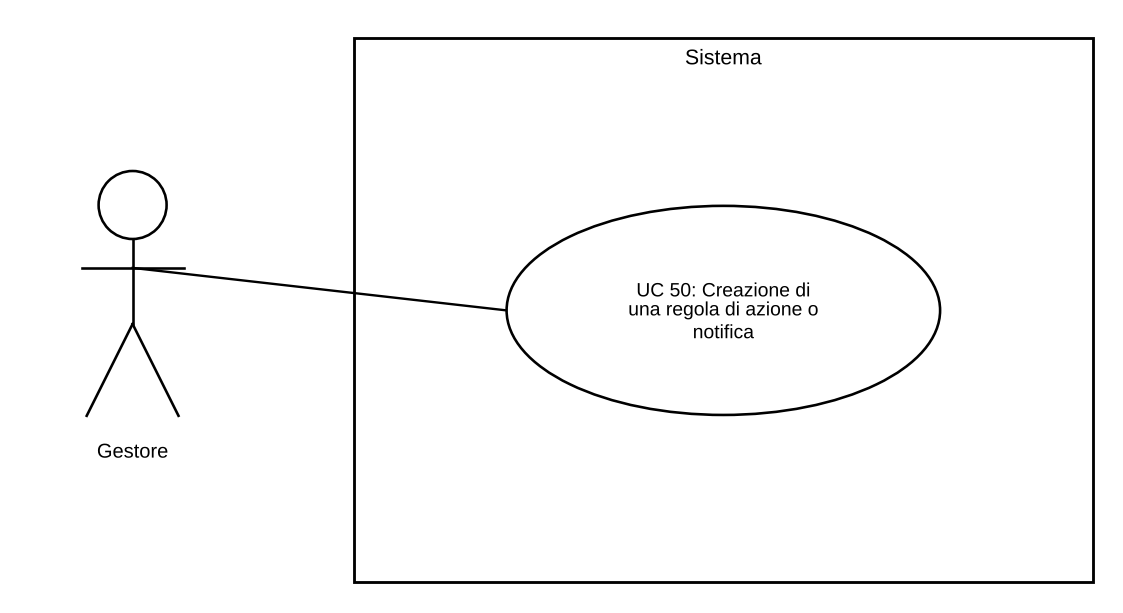 Sistema
UC 50: Creazione di
una regola di azione o
notifica
Gestore